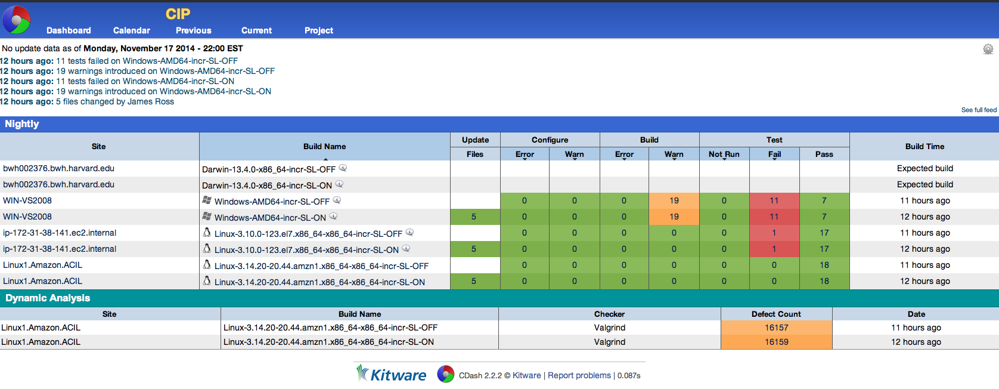 CIP
Dashboard Calendar Previous Current Project
No update data as of Monday, November 17 2014 - 22:00 EST
12 hours ago: 11 tests failed on Windows-AMD64-incr-SL-OFF
12 hours ago: 19 warnings introduced on Windows-AMD64-incr-SL-OFF
12 hours ago: 11 tests failed on Windows-AMD64-incr-SL-ON
12 hours ago: 19 warnings introduced on Windows-AMD64-incr-SL-ON
12 hours ago: 5 files changed by James Ross
See full feed
Nightly
Site Build Name Update Configure Build Test Build Time
Files Error Warn Error Warn Not Run Fail Pass
bwh002376.bwh.harvard.edu Darwin-13.4.0-x86_64-incr-SL-OFF Expected build
bwh002376.bwh.harvard.edu Darwin-13.4.0-x86_64-incr-SL-ON Expected build
WIN-VS2008 Windows-AMD64-incr-SL-OFF 0 0 0 19 0 11 7 11 hours ago
WIN-VS2008 Windows-AMD64-incr-SL-ON 5 0 0 0 19 0 11 7 12 hours ago
ip-172-31-38-141.ec2.internal Linux-3.10.0-123.el7.x86_64-x86_64-incr-SL-OFF 0 0 0 0 0 1 17 11 hours ago
ip-172-31-38-141.ec2.internal Linux-3.10.0-123.el7.x86_64-x86_64-incr-SL-ON 5 0 0 0 0 0 1 17 12 hours ago
Linux1.Amazon.ACIL Linux-3.14.20-20.44.amzn1.x86_64-x86_64-incr-SL-OFF 0 0 0 0 0 0 18 11 hours ago
Linux1.Amazon.ACIL Linux-3.14.20-20.44.amzn1.x86_64-x86_64-incr-SL-ON 5 0 0 0 0 0 0 18 12 hours ago
Dynamic Analysis
Site Build Name Checker Defect Count Date
Linux1.Amazon.ACIL Linux-3.14.20-20.44.amzn1.x86_64-x86_64-incr-SL-OFF Valgrind 16157 11 hours ago
Linux1.Amazon.ACIL Linux-3.14.20-20.44.amzn1.x86_64-x86_64-incr-SL-ON Valgrind 16159 12 hours ago
Kitware CDash 2.2.2 © Kitware | Report problems | 0.087s